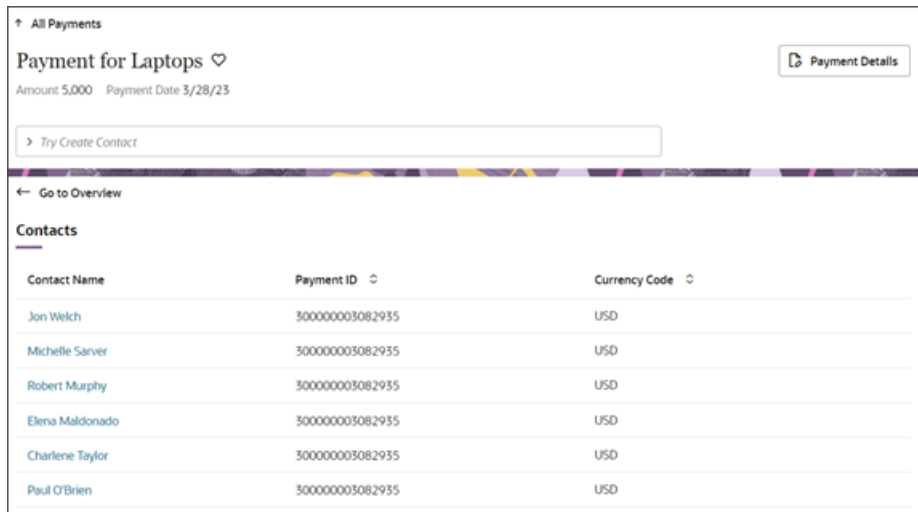 All Payments
Payment for Laptops
Payment Details
Amount 5,000 Payment Date 3/28/23
Try Create Contact
Go to Overview
Contacts
Contact Name Payment ID Currency Code
Jon Welch 300000003082935 USD
Michelle Sarver 300000003082935 USD
Robert Murphy 300000003082935 USD
Elena Maldonado 300000003082935 USD
Charlene Taylor 300000003082935 USD
Paul O'Brien 300000003082935 USD